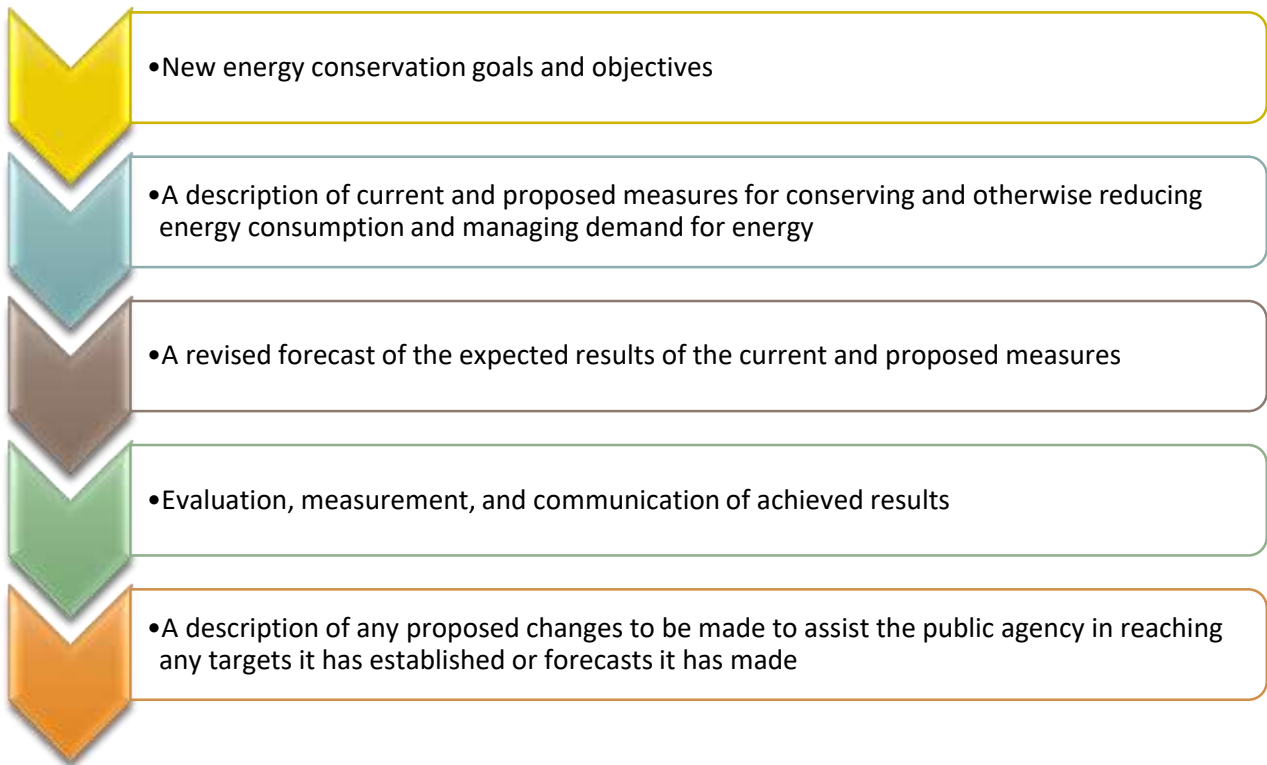 •New energy conservation goals and objectives
•A description of current and proposed measures for conserving and otherwise reducing
energy consumption and managing demand for energy
•A revised forecast of the expected results of the current and proposed measures
•Evaluation, measurement, and communication of achieved results
•A description of any proposed changes to be made to assist the public agency in reaching
any targets it has established or forecasts it has made